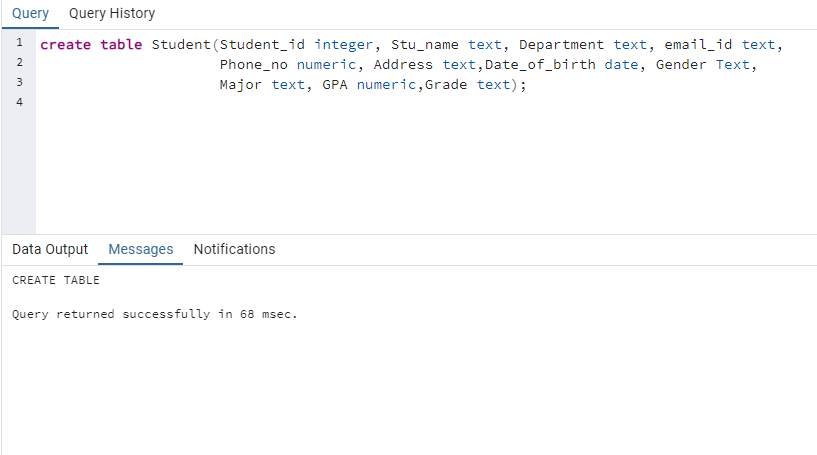 Query Query History
1 create table Student(Student_id integer, Stu_name text, Department text, email_id text,
2 Phone_no numeric, Address text,Date_of_birth date, Gender Text,
3 Major text, GPA numeric,Grade text);
4
Data Output Messages Notifications
CREATE TABLE
Query returned successfully in 68 msec.